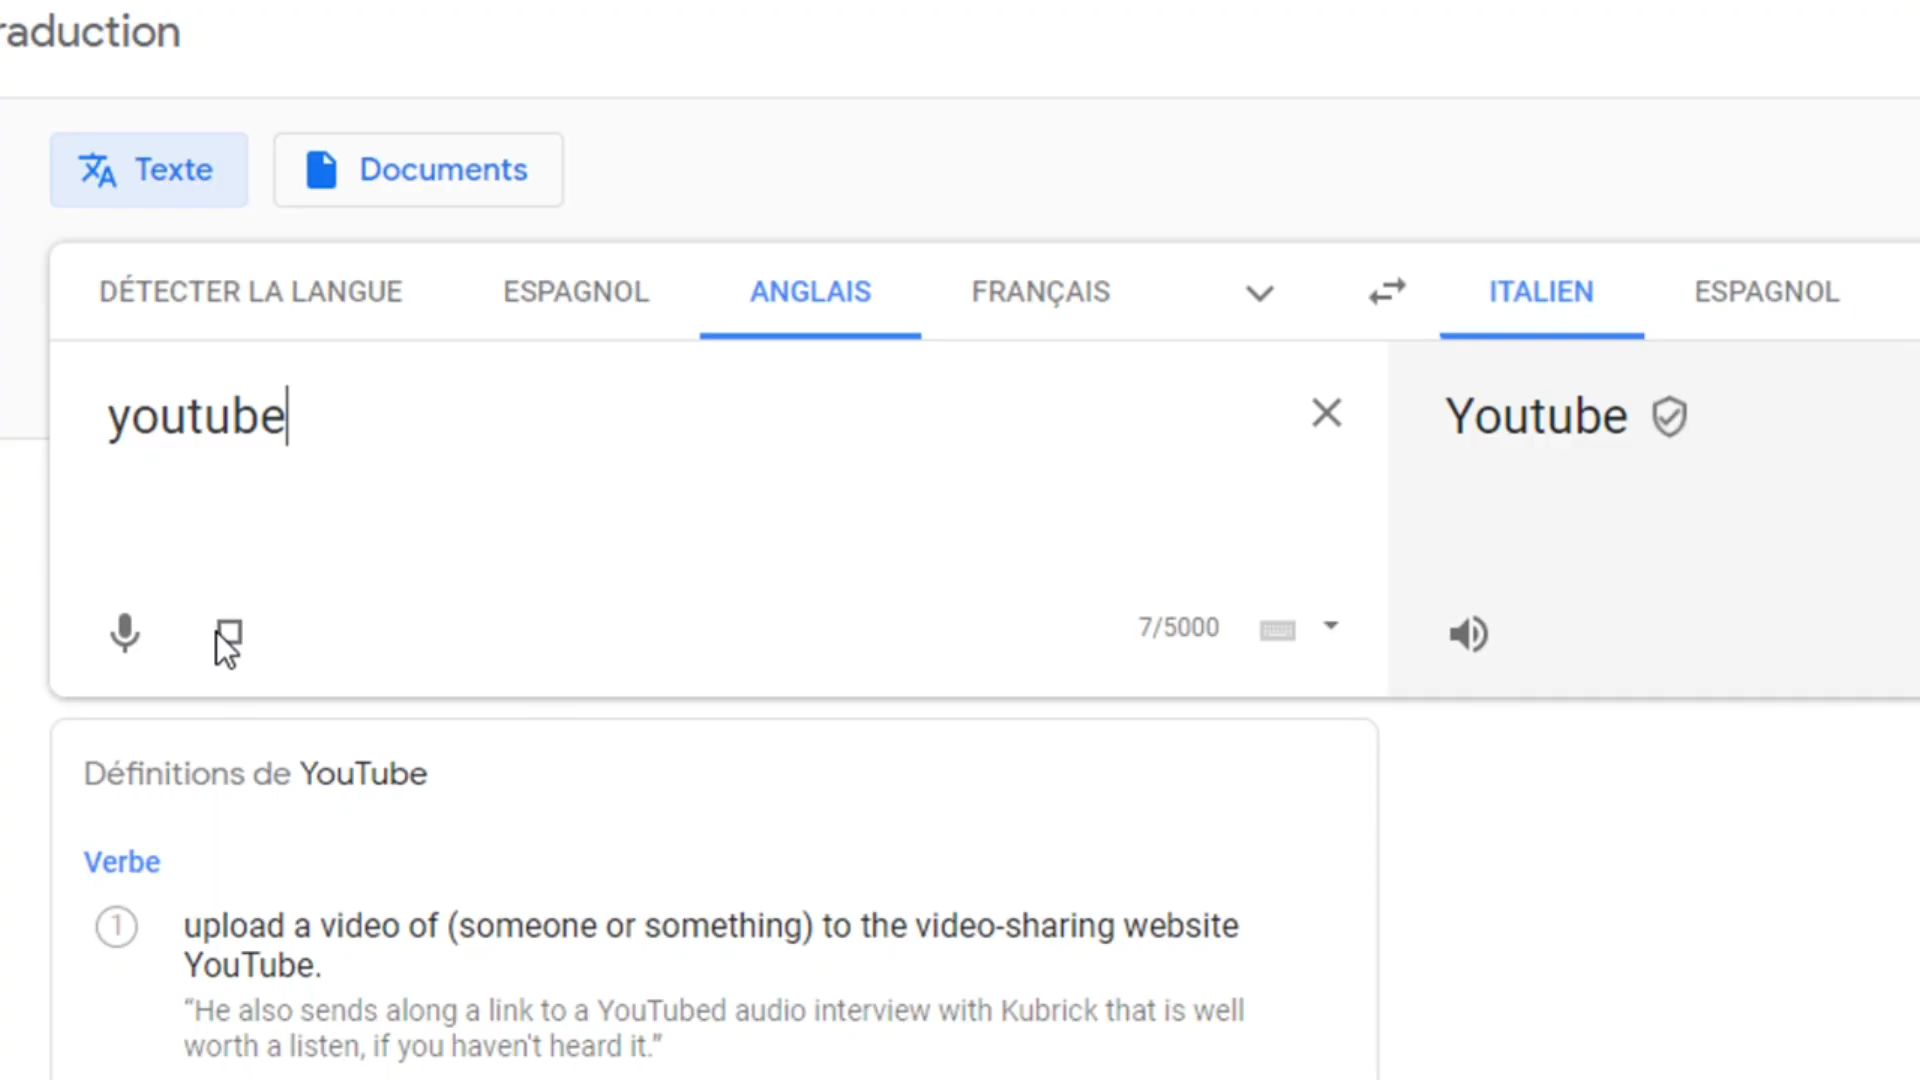 raduction
Texte
Documents
DÉTECTER LA LANGUE
ESPAGNOL
ANGLAIS
FRANÇAIS
ITALIEN
ESPAGNOL
youtube
Youtube
7/5000
Définitions de YouTube
Verbe
1
upload a video of (someone or something) to the video-sharing website
YouTube.
“He also sends along a link to a YouTubed audio interview with Kubrick that is well
worth a listen, if you haven't heard it.”